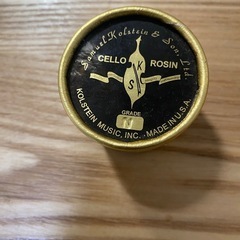 Samuel Kolstein & Son, Ltd.
CELLO ROSIN
K
S
GRADE
N
KOLSTEIN MUSIC, INC. - MADE IN U.S.A.